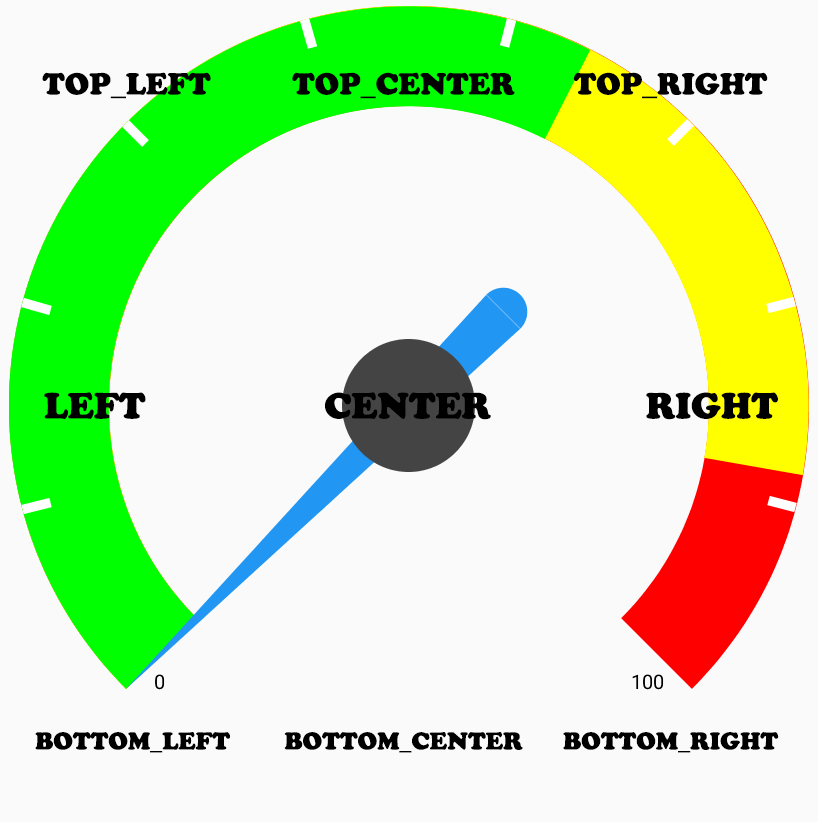 TOP_LEFT TOP_CENTER TOP_RIGHT
LEFT CENTER RIGHT
0 100
BOTTOM_LEFT BOTTOM_CENTER BOTTOM_RIGHT